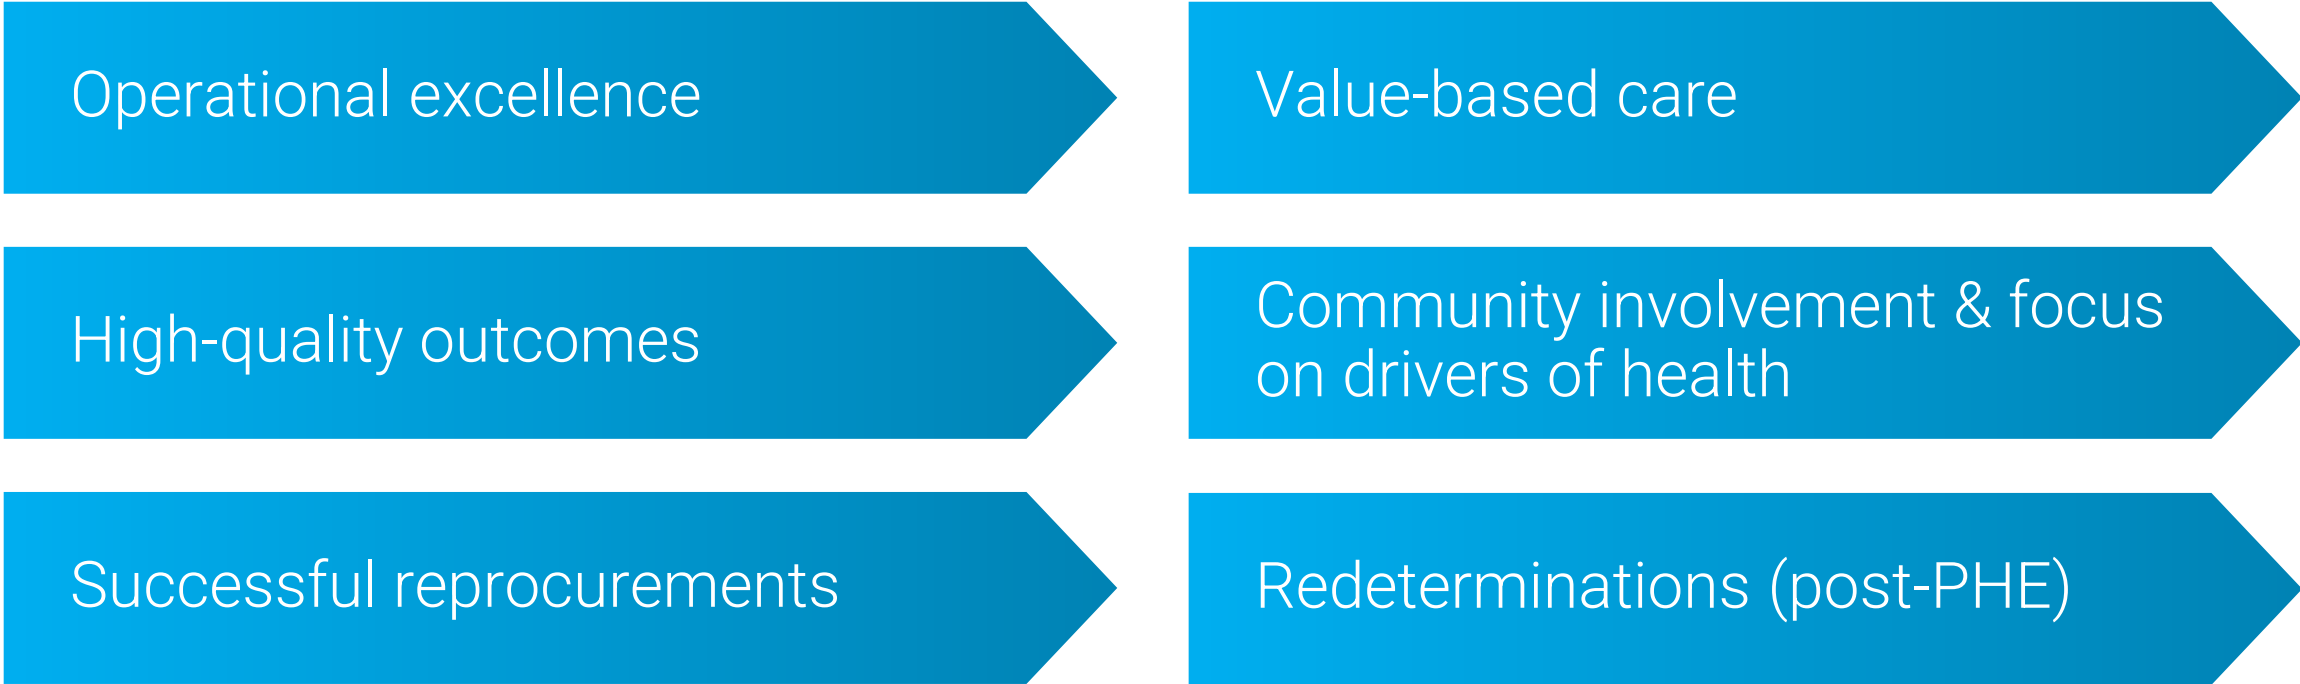 Operational excellence
Value-based care
High-quality outcomes
Community involvement & focus
on drivers of health
Successful reprocurements
Redeterminations (post-PHE)